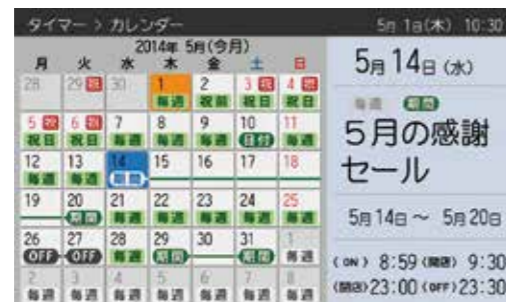 タイマー > カレンダー 5月 1日(木) 10:30
2014年 5月(今月)
月 火 水 木 金 土 日
28 29 祝 30 1 2 3 祝 4 祝
毎週 祝前 祝日 祝日
5 祝 6 祝 7 8 9 10 11
祝日 祝日 毎週 毎週 毎週 日付 毎週
12 13 14 15 16 17 18
毎週 毎週 期間
19 20 21 22 23 24 25
期間 毎週 毎週 毎週 毎週 毎週
26 27 28 29 30 31 1
OFF OFF 毎週 期間 期間 毎週
2 3 4 5 6 7 8
毎週 毎週 毎週 毎週 毎週 毎週 毎週
5月14日 (水)
毎週 期間
5月の感謝
セール
5月14日 ~ 5月20日
(ON) 8:59 (開店) 9:30
(閉店)23:00 (OFF)23:30